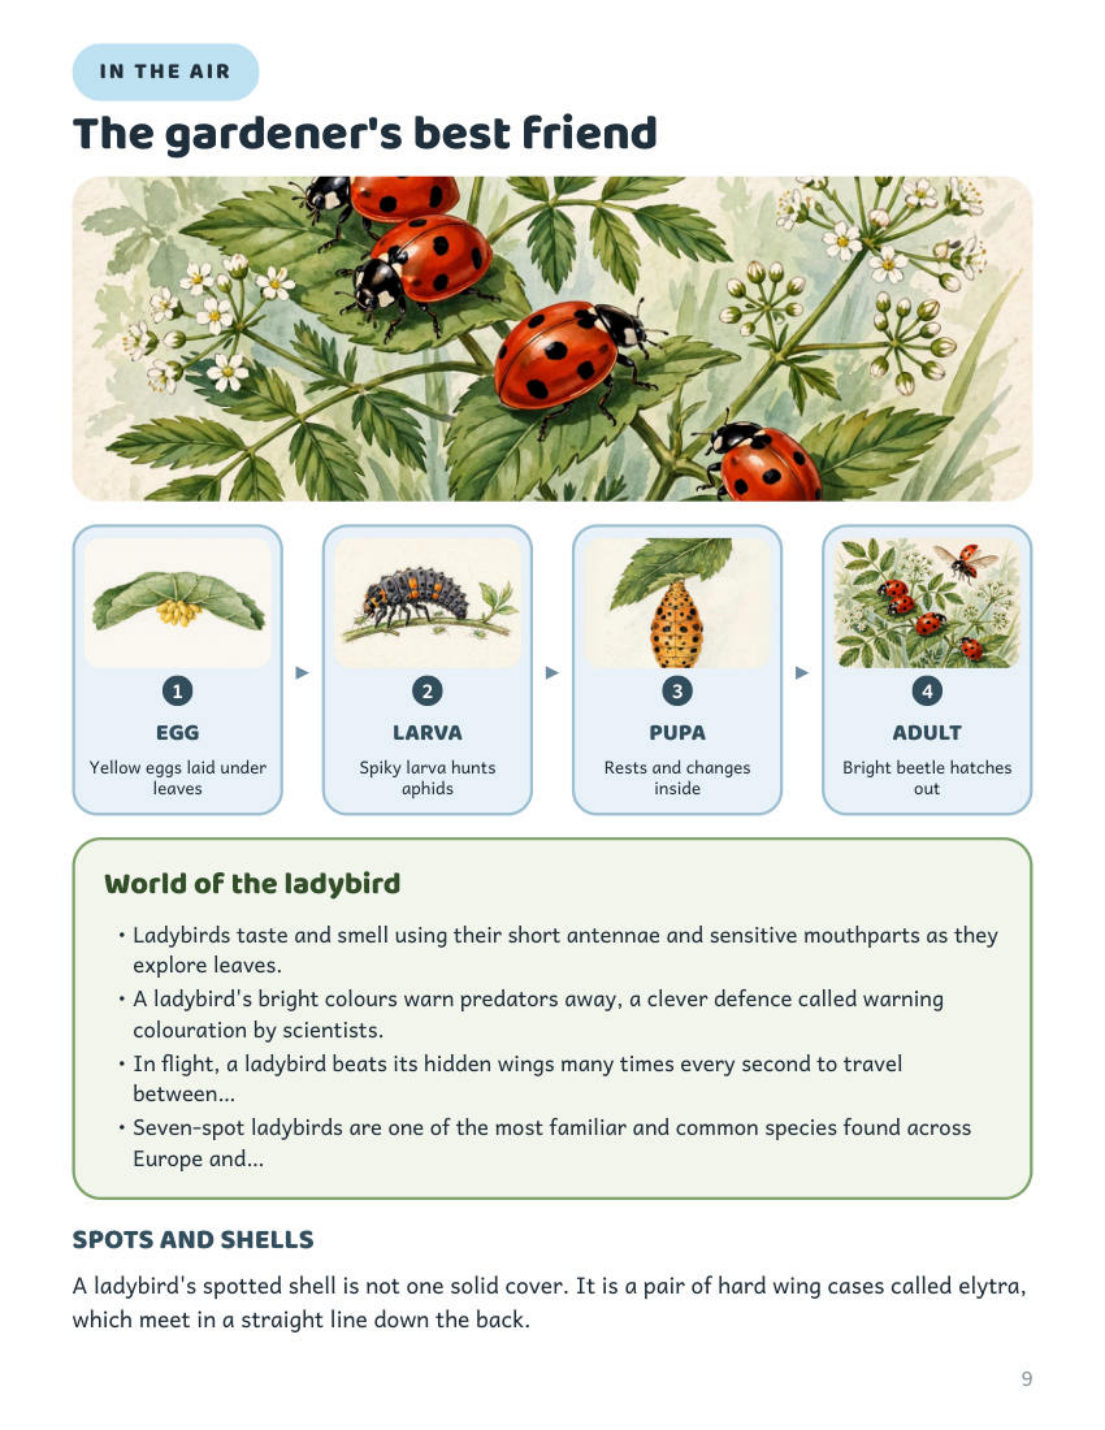 IN THE AIR
The gardener's best friend
1
EGG
Yellow eggs laid under
leaves
2
LARVA
Spiky larva hunts
aphids
3
PUPA
Rests and changes
inside
4
ADULT
Bright beetle hatches
out
World of the ladybird
• Ladybirds taste and smell using their short antennae and sensitive mouthparts as they
explore leaves.
• A ladybird's bright colours warn predators away, a clever defence called warning
colouration by scientists.
• In flight, a ladybird beats its hidden wings many times every second to travel
between...
• Seven-spot ladybirds are one of the most familiar and common species found across
Europe and...
SPOTS AND SHELLS
A ladybird's spotted shell is not one solid cover. It is a pair of hard wing cases called elytra,
which meet in a straight line down the back.
9